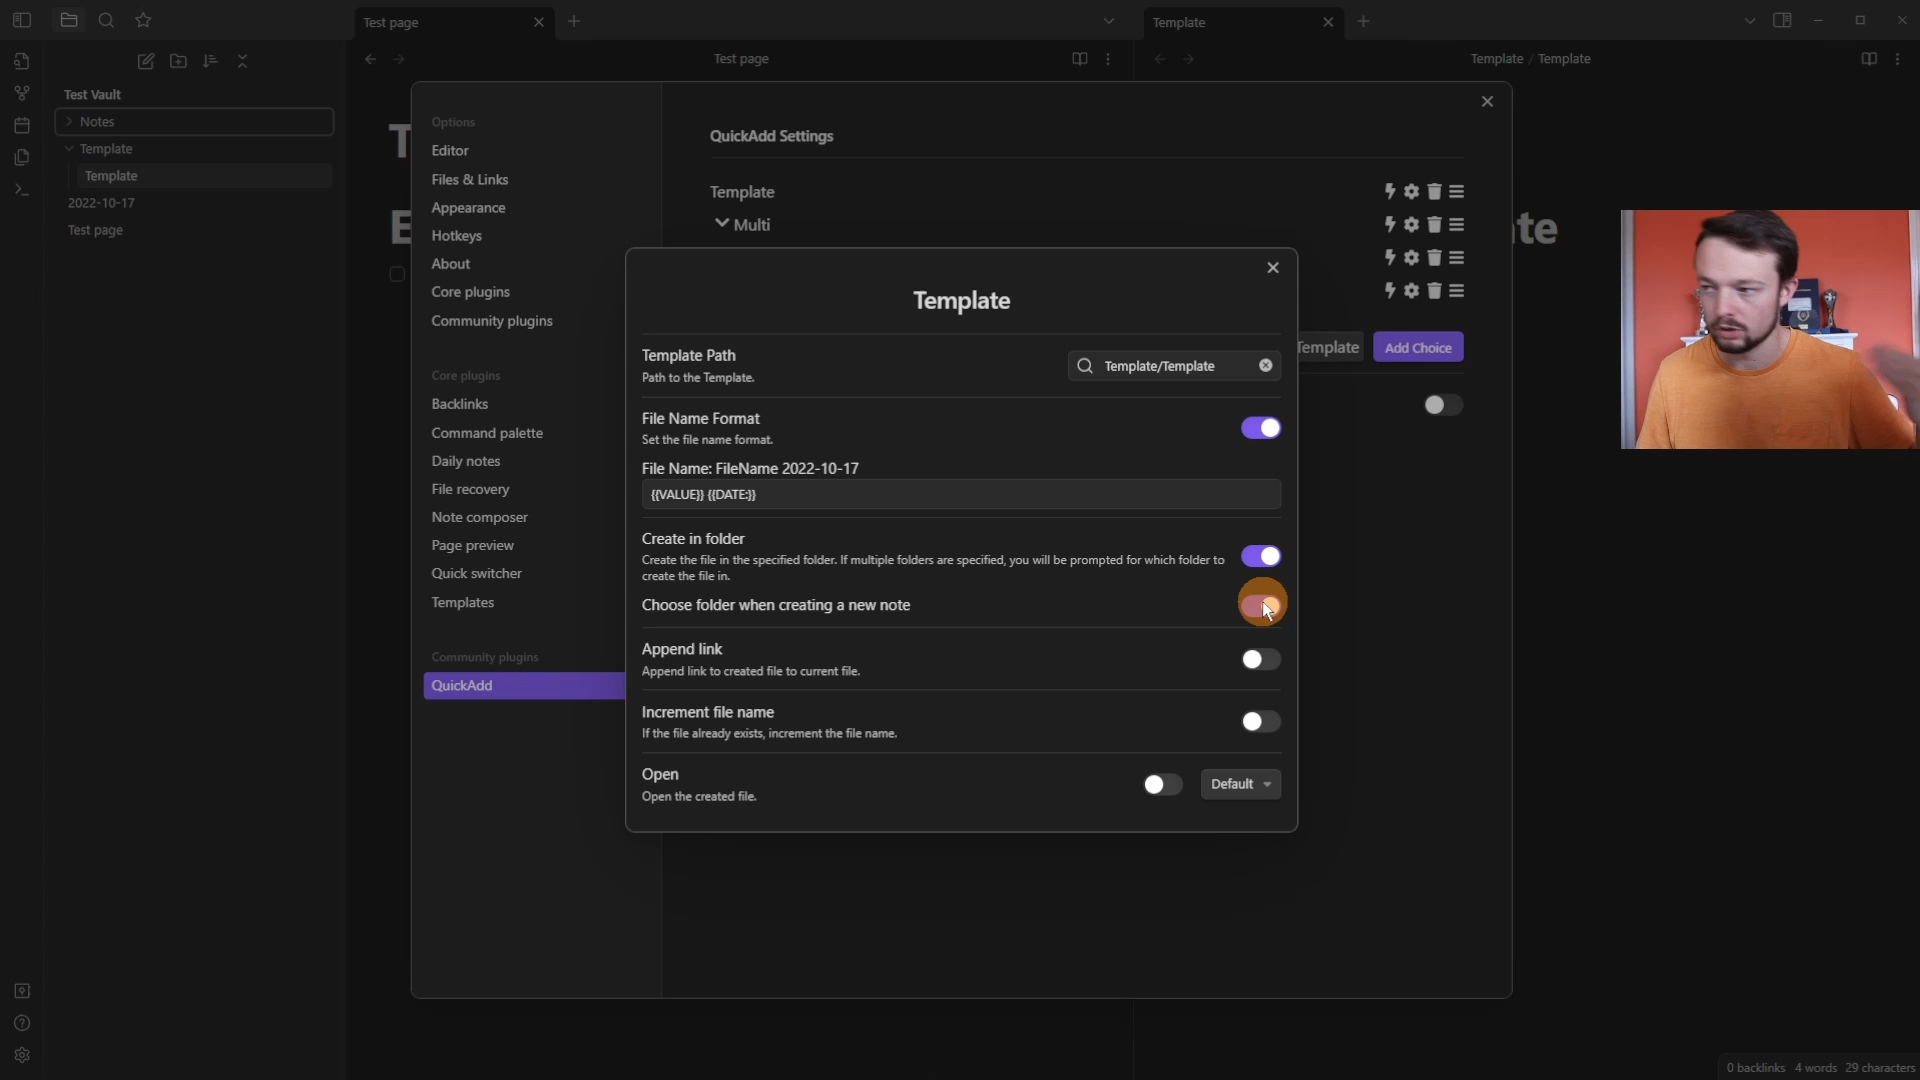 Test page
Template
Test page
Template / Template
Test Vault
Notes
Template
Template
2022-10-17
Test page
Options
Editor
Files & Links
Appearance
Hotkeys
About
Core plugins
Community plugins
Core plugins
Backlinks
Command palette
Daily notes
File recovery
Note composer
Page preview
Quick switcher
Templates
Community plugins
QuickAdd
QuickAdd Settings
Template
Multi
Template
Add Choice
Template
Template Path
Path to the Template.
Template/Template
File Name Format
Set the file name format.
File Name: FileName 2022-10-17
{{VALUE}} {{DATE:}}
Create in folder
Create the file in the specified folder. If multiple folders are specified, you will be prompted for which folder to
create the file in.
Choose folder when creating a new note
Append link
Append link to created file to current file.
Increment file name
If the file already exists, increment the file name.
Open
Open the created file.
Default
te
0 backlinks 4 words 29 characters